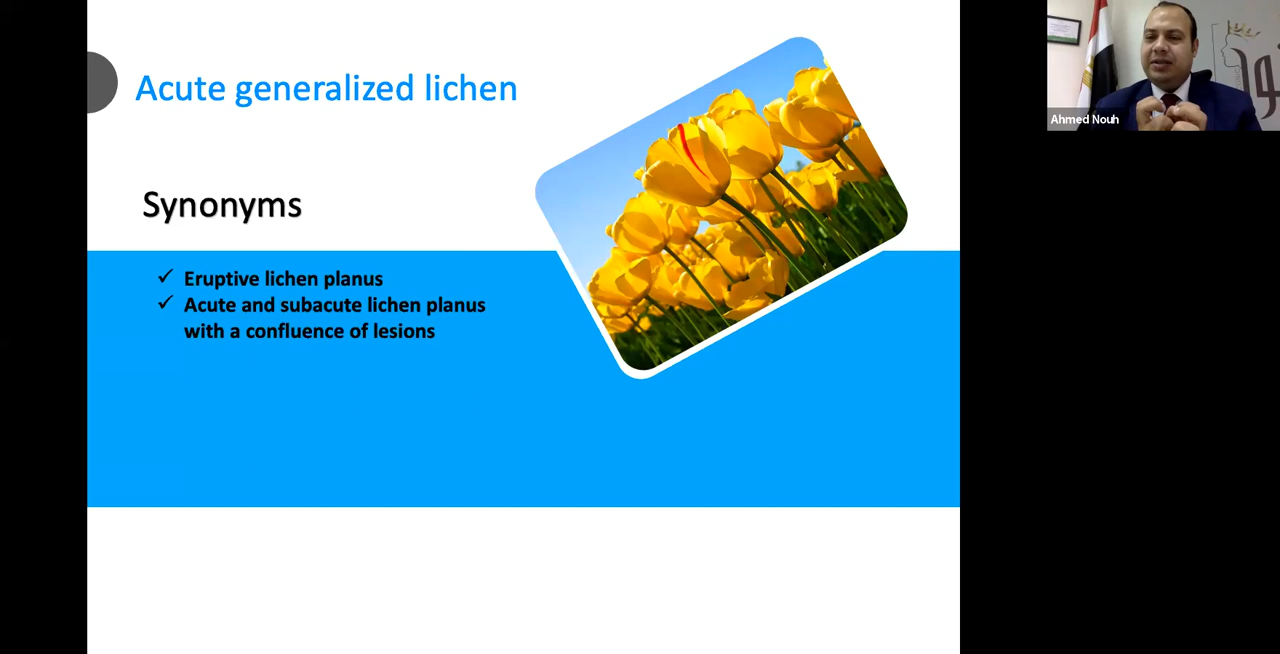 Acute generalized lichen
Synonyms
✓ Eruptive lichen planus
✓ Acute and subacute lichen planus
with a confluence of lesions
Ahmed Nouh